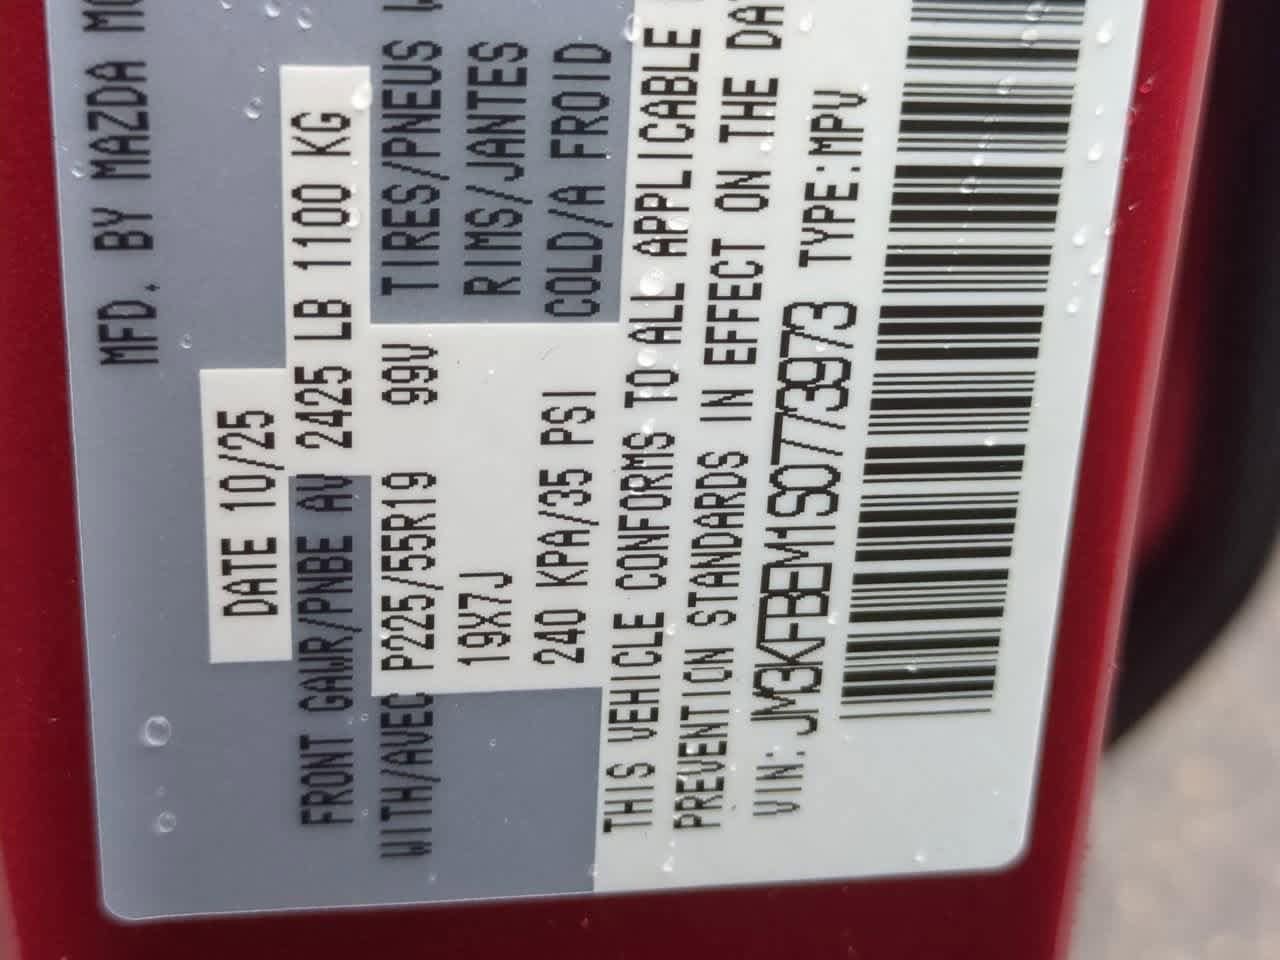 MFD. BY MAZDA MO
DATE 10/25
FRONT GAWR/PNBE AV 2425 LB 1100 KG
WITH/AVEC P225/55R19 99V TIRES/PNEUS
19X7J RIMS/JANTES
240 KPA/35 PSI COLD/A FROID
THIS VEHICLE CONFORMS TO ALL APPLICABLE
PREVENTION STANDARDS IN EFFECT ON THE DA
VIN: JM3KFBEM1S0773973 TYPE:MPV